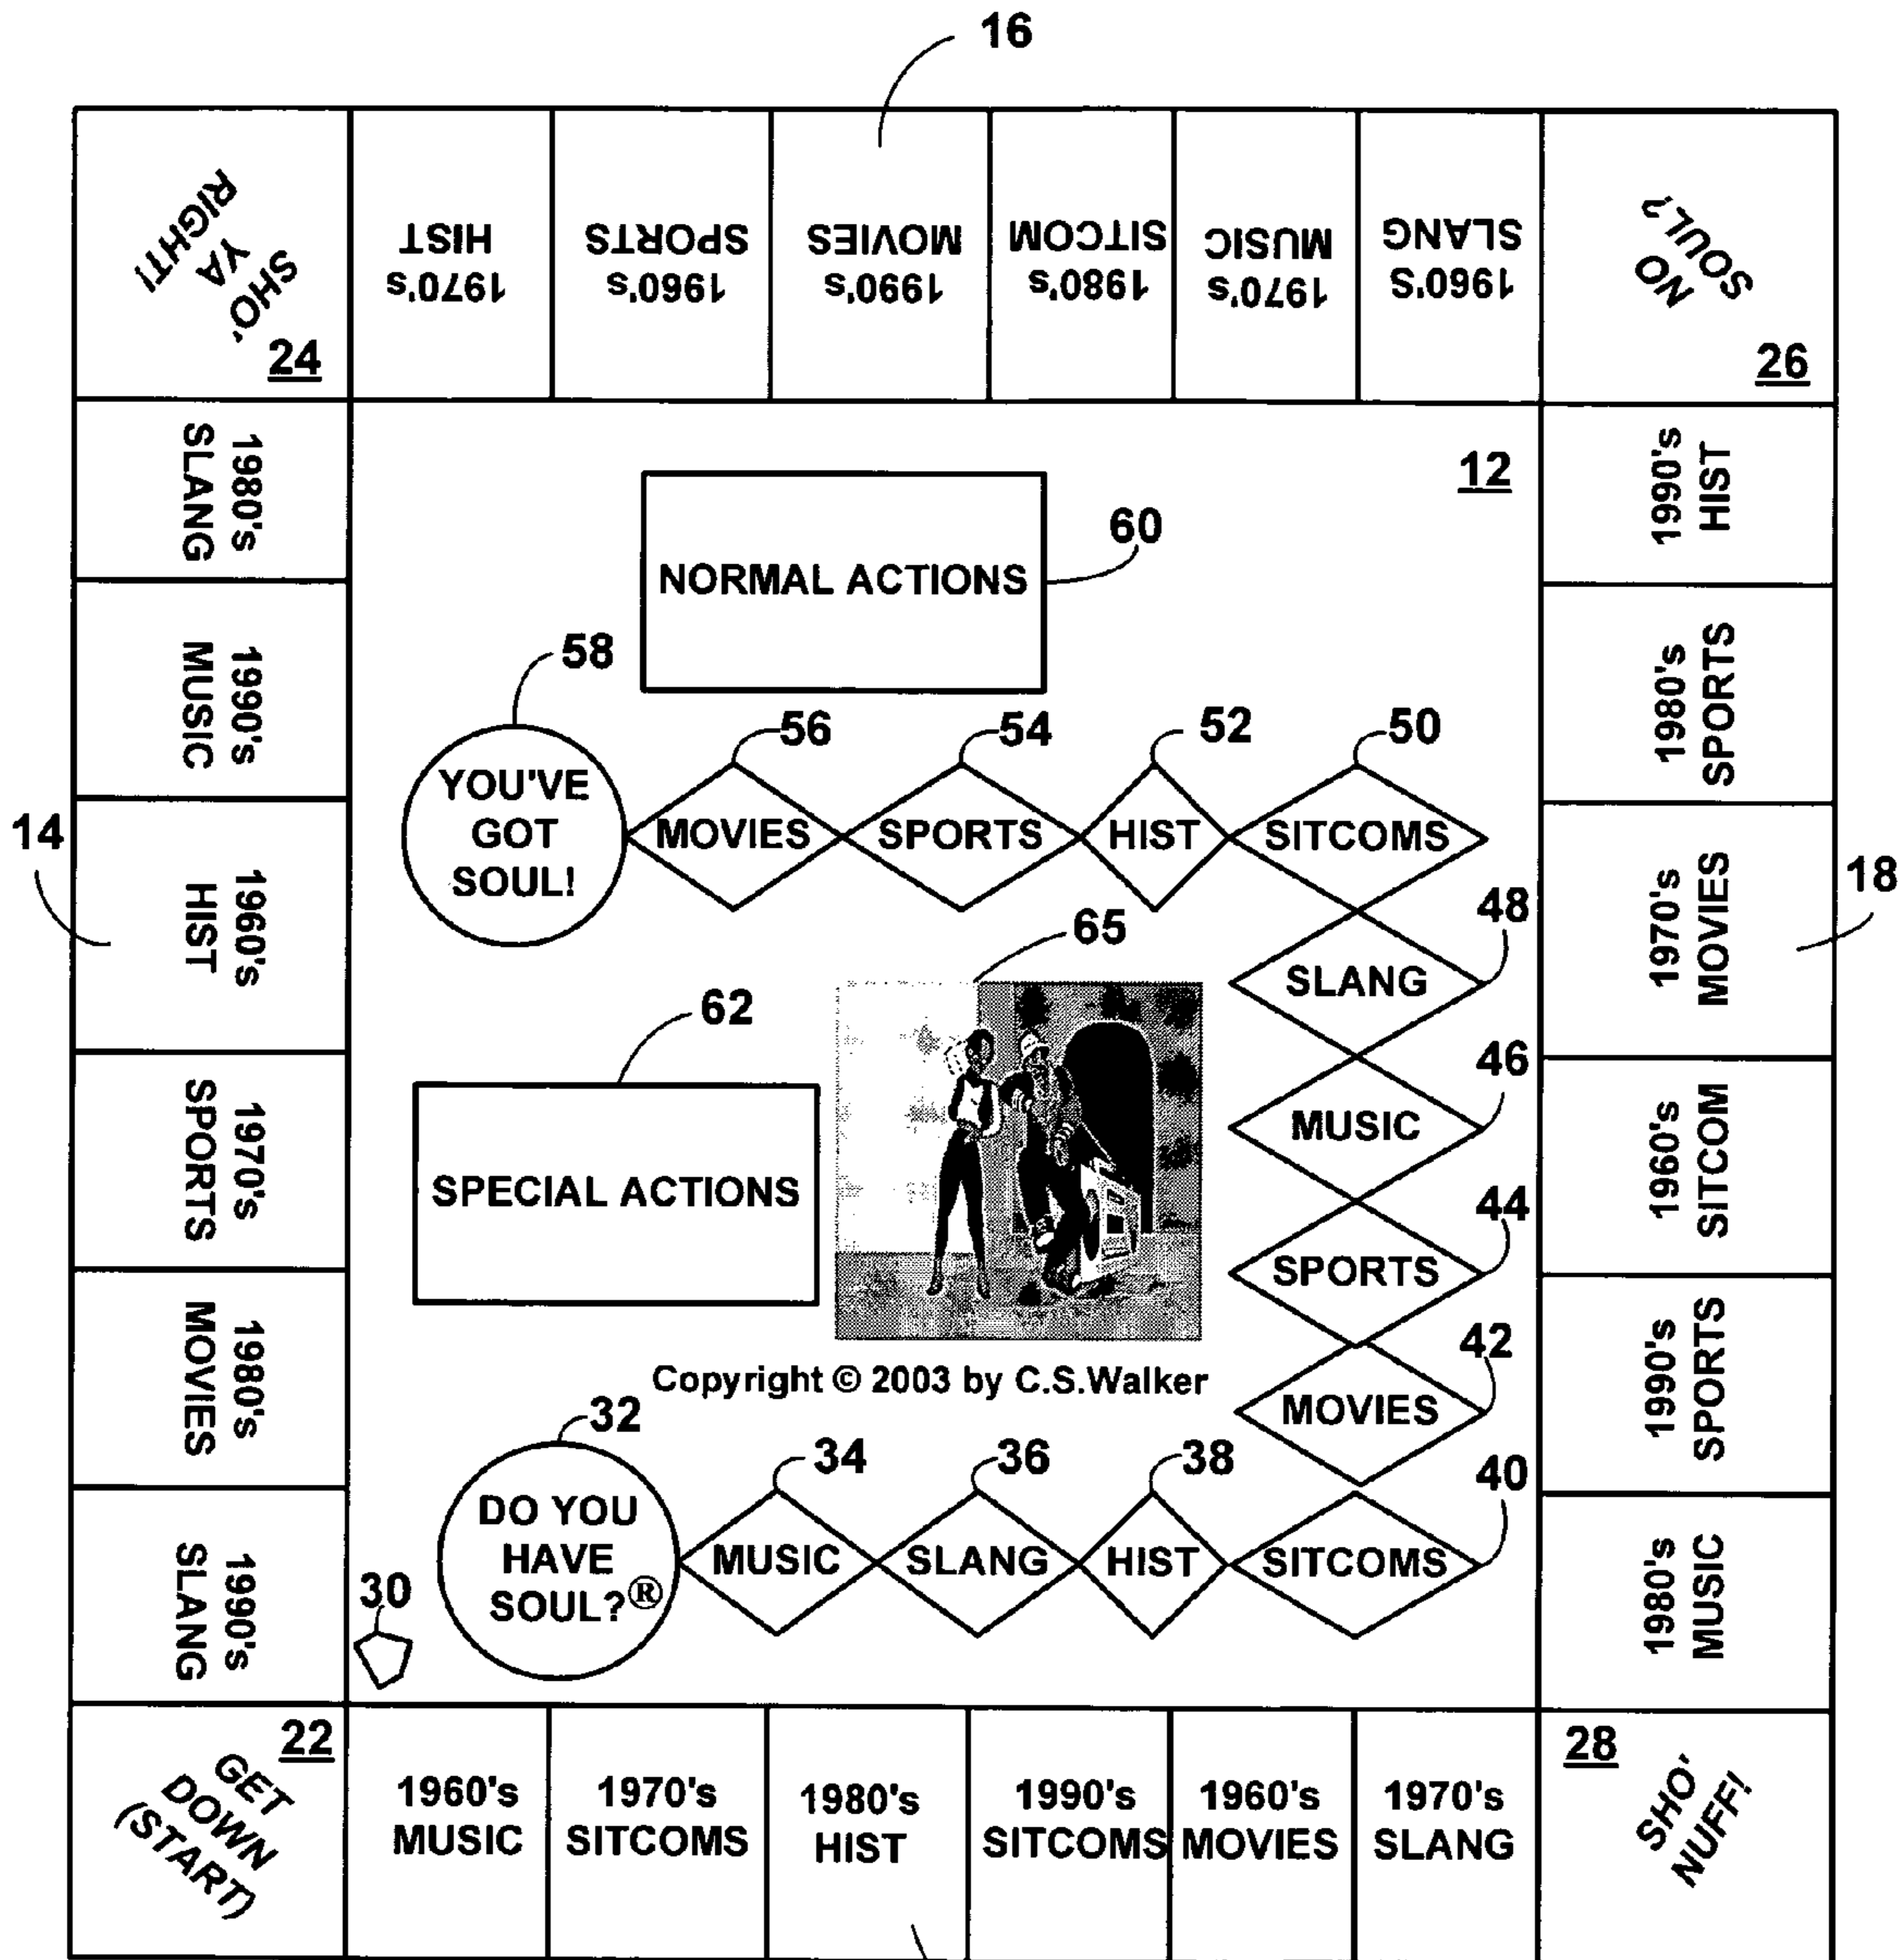 16
SHO'
YA
RIGHT!
24
1970's
HIST
1960's
SPORTS
1990's
MOVIES
1980's
SITCOM
1970's
MUSIC
1960'S
SLANG
NO
SOUL?
26
1980's
SLANG
1990's
MUSIC
14
1960's
HIST
1970's
SPORTS
1980's
MOVIES
1990's
SLANG
12
NORMAL ACTIONS
60
58
56
54
52
50
YOU'VE
GOT
SOUL!
MOVIES
SPORTS
HIST
SITCOMS
48
SLANG
65
62
46
MUSIC
SPECIAL ACTIONS
44
SPORTS
42
MOVIES
Copyright © 2003 by C.S.Walker
32
34
36
38
40
DO YOU
HAVE
SOUL?®
MUSIC
SLANG
HIST
SITCOMS
30
1990's
HIST
1980's
SPORTS
1970's
MOVIES
18
1960's
SITCOM
1990's
SPORTS
1980's
MUSIC
22
GET
DOWN
(START)
1960's
MUSIC
1970's
SITCOMS
1980's
HIST
1990's
SITCOMS
1960's
MOVIES
1970's
SLANG
28
SHO'
NUFF!